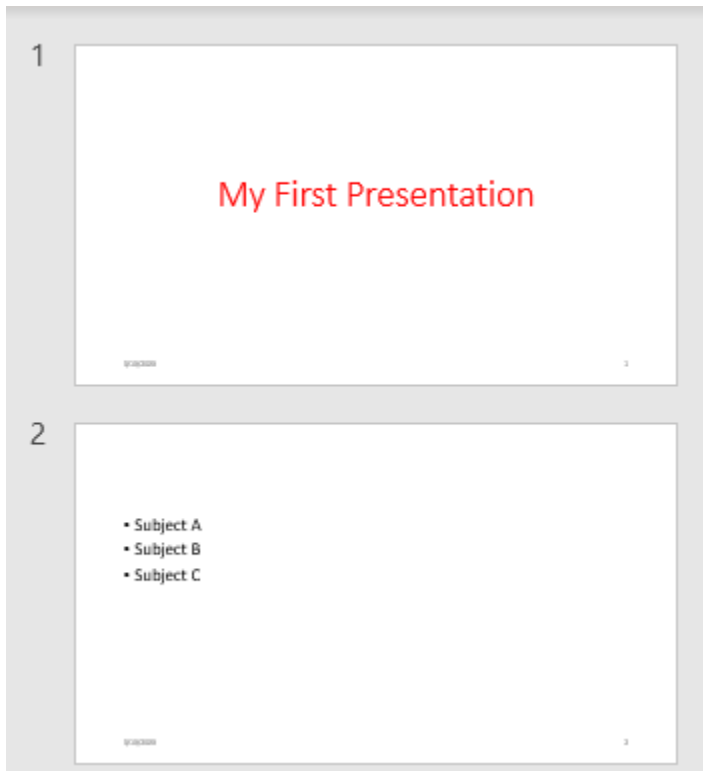 1
My First Presentation
2
▪ Subject A
▪ Subject B
▪ Subject C